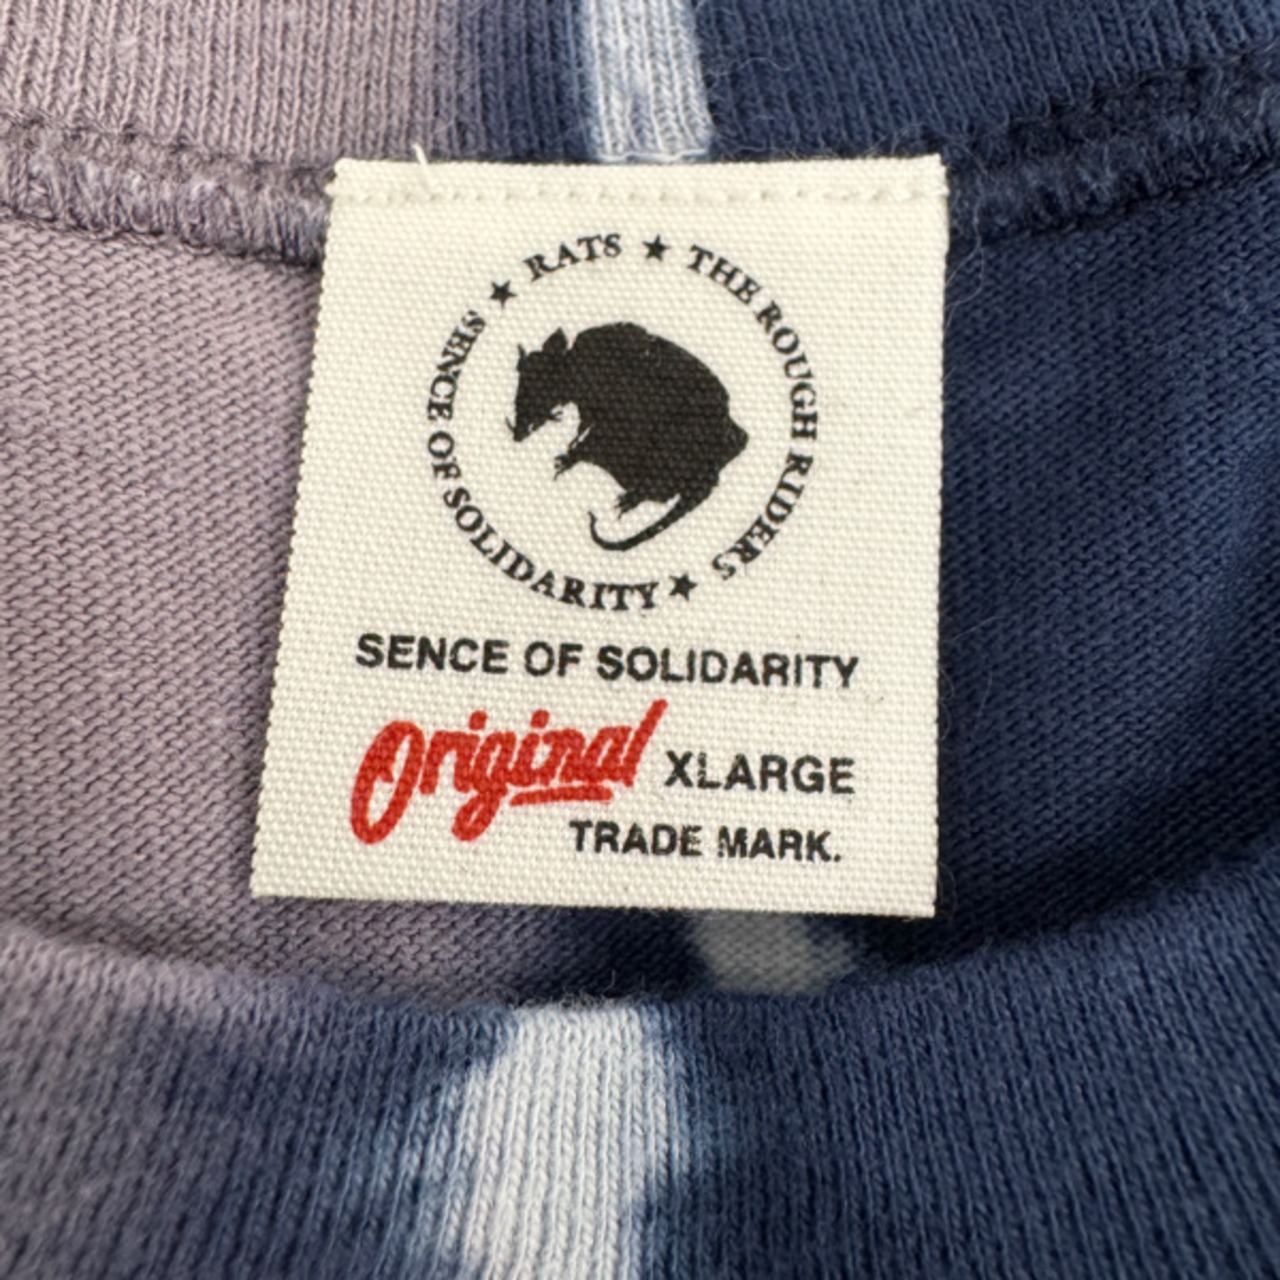 ★ RATS ★ THE ROUGH RIDERS ★ SENCE OF SOLIDARITY
SENCE OF SOLIDARITY
Original XLARGE
TRADE MARK.